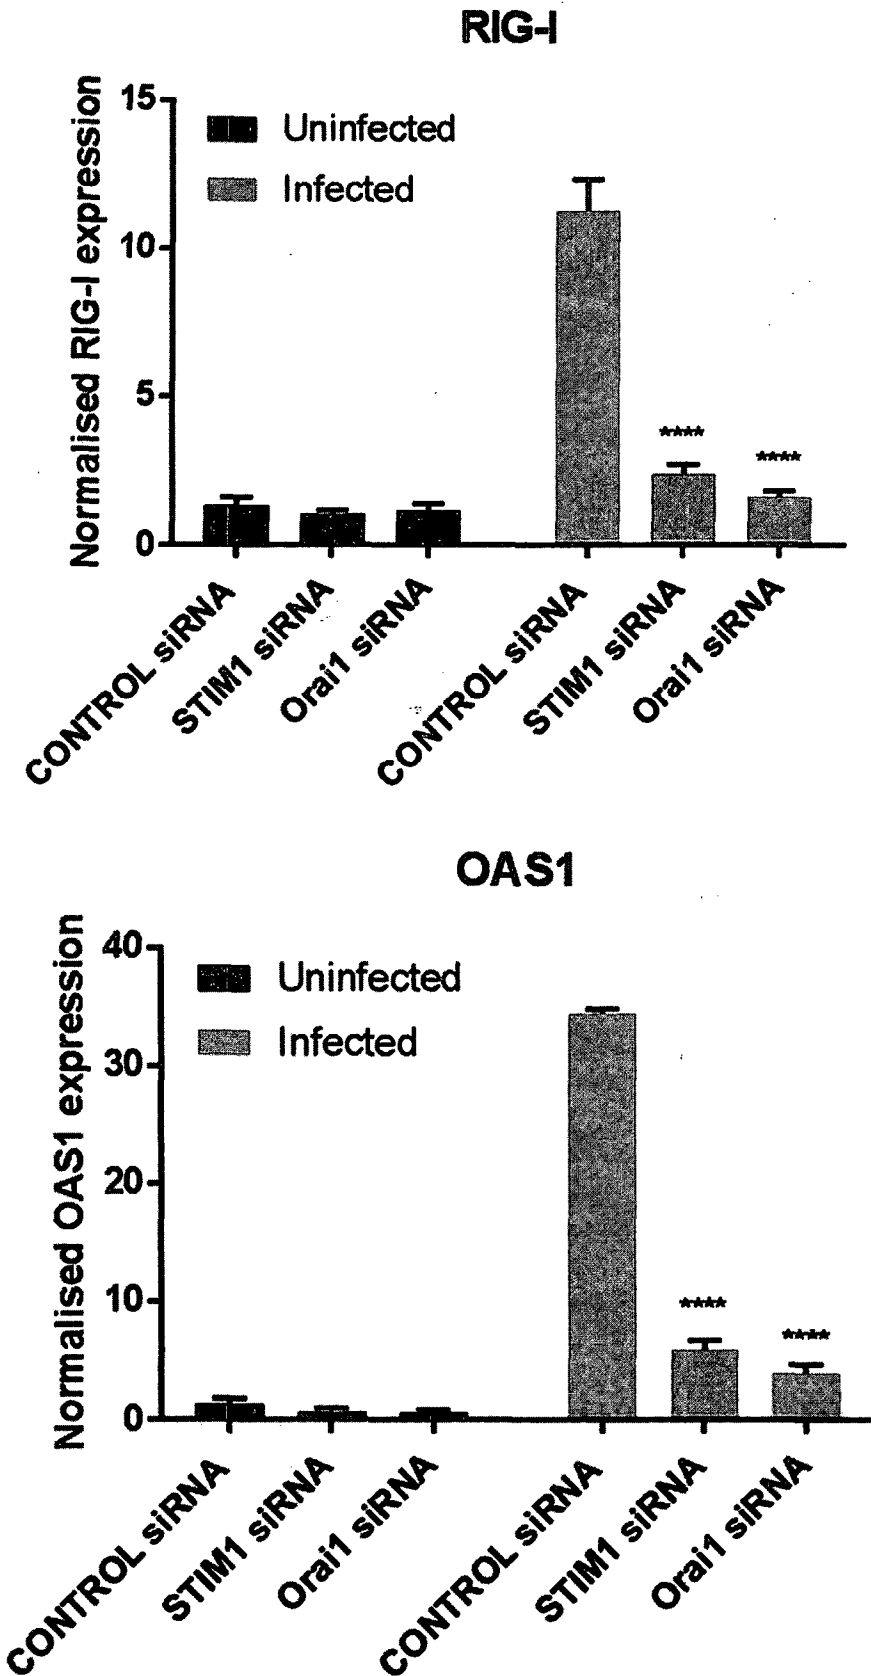 RIG-I
Normalised RIG-I expression
15
10
5
0
Uninfected
Infected
****
****
CONTROL siRNA
STIM1 siRNA
Orai1 siRNA
CONTROL siRNA
STIM1 siRNA
Orai1 siRNA
OAS1
Normalised OAS1 expression
40
30
20
10
0
Uninfected
Infected
****
****
CONTROL siRNA
STIM1 siRNA
Orai1 siRNA
CONTROL siRNA
STIM1 siRNA
Orai1 siRNA